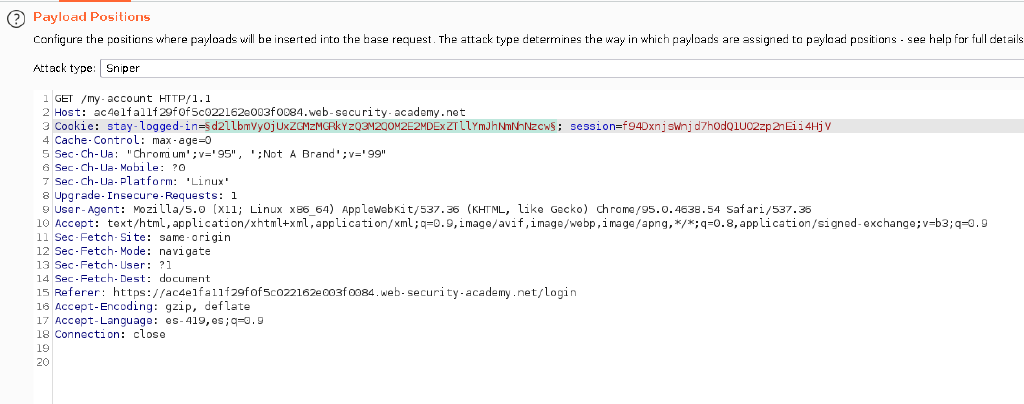 ?
Payload Positions
Configure the positions where payloads will be inserted into the base request. The attack type determines the way in which payloads are assigned to payload positions - see help for full details
Attack type: Sniper
1 GET /my-account HTTP/1.1
2 Host: ac4e1fa11f29f0f5c022162e003f0084.web-security-academy.net
3 Cookie: stay-logged-in=§d2llbmVyOjUxZGMzMGRkYzQ3M2Q0M2E2MDExZTllYmJhNmNhNzcw§; session=f94DxnjsWnjd7h0dQ1UO2zp2nEii4HjV
4 Cache-Control: max-age=0
5 Sec-Ch-Ua: "Chromium";v="95", ";Not A Brand";v="99"
6 Sec-Ch-Ua-Mobile: ?0
7 Sec-Ch-Ua-Platform: "Linux"
8 Upgrade-Insecure-Requests: 1
9 User-Agent: Mozilla/5.0 (X11; Linux x86_64) AppleWebKit/537.36 (KHTML, like Gecko) Chrome/95.0.4638.54 Safari/537.36
10 Accept: text/html,application/xhtml+xml,application/xml;q=0.9,image/avif,image/webp,image/apng,*/*;q=0.8,application/signed-exchange;v=b3;q=0.9
11 Sec-Fetch-Site: same-origin
12 Sec-Fetch-Mode: navigate
13 Sec-Fetch-User: ?1
14 Sec-Fetch-Dest: document
15 Referer: https://ac4e1fa11f29f0f5c022162e003f0084.web-security-academy.net/login
16 Accept-Encoding: gzip, deflate
17 Accept-Language: es-419,es;q=0.9
18 Connection: close
19
20